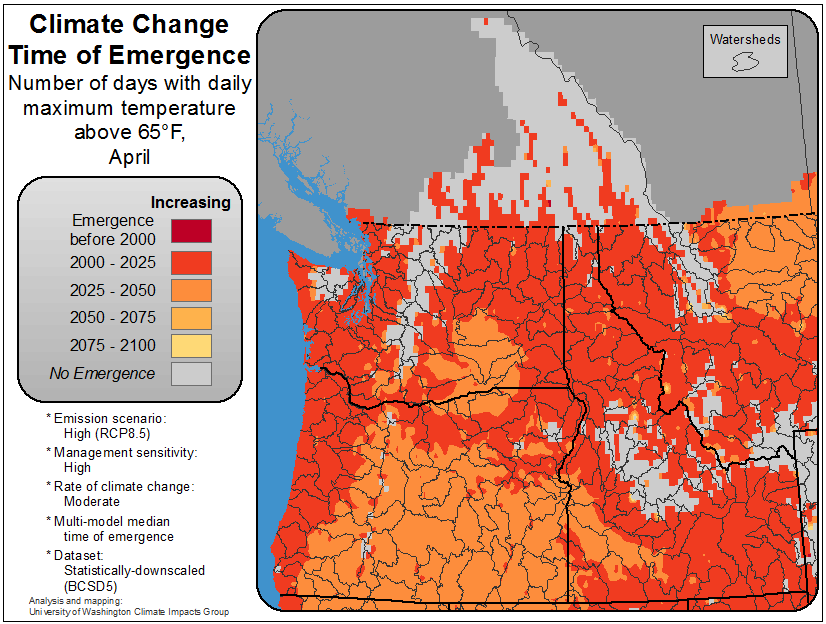 Climate Change
Time of Emergence
Number of days with daily
maximum temperature
above 65°F,
April
Watersheds
Increasing
Emergence
before 2000
2000 - 2025
2025 - 2050
2050 - 2075
2075 - 2100
No Emergence
* Emission scenario:
High (RCP8.5)
* Management sensitivity:
High
* Rate of climate change:
Moderate
* Multi-model median
time of emergence
* Dataset:
Statistically-downscaled
(BCSD5)
Analysis and mapping:
University of Washington Climate Impacts Group